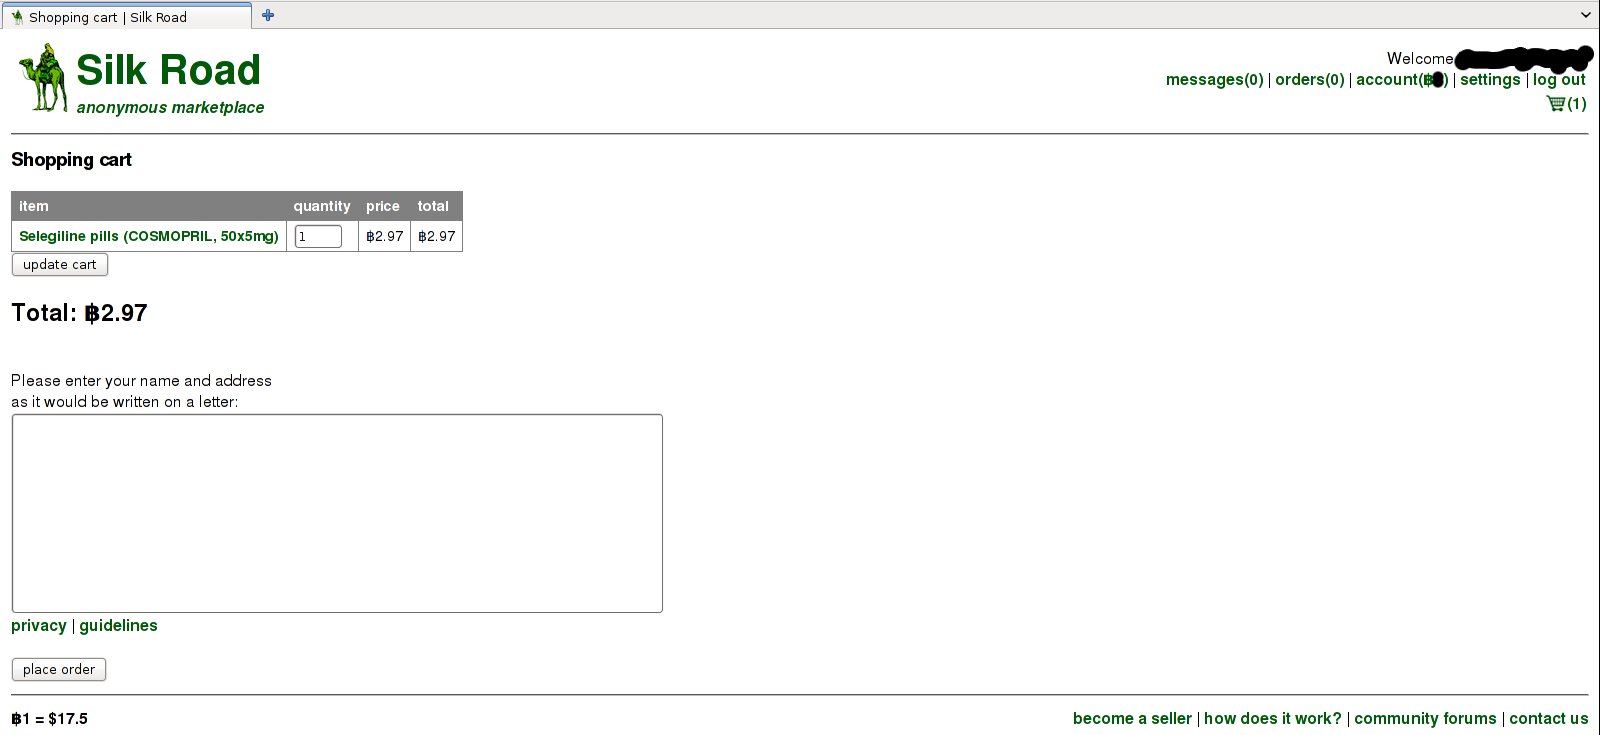 Shopping cart | Silk Road
Silk Road
anonymous marketplace
Welcome
messages(0) | orders(0) | account(฿ ) | settings | log out
(1)
Shopping cart
item quantity price total
Selegiline pills (COSMOPRIL, 50x5mg) 1 ฿2.97 ฿2.97
update cart
Total: ฿2.97
Please enter your name and address
as it would be written on a letter:
privacy | guidelines
place order
฿1 = $17.5 become a seller | how does it work? | community forums | contact us